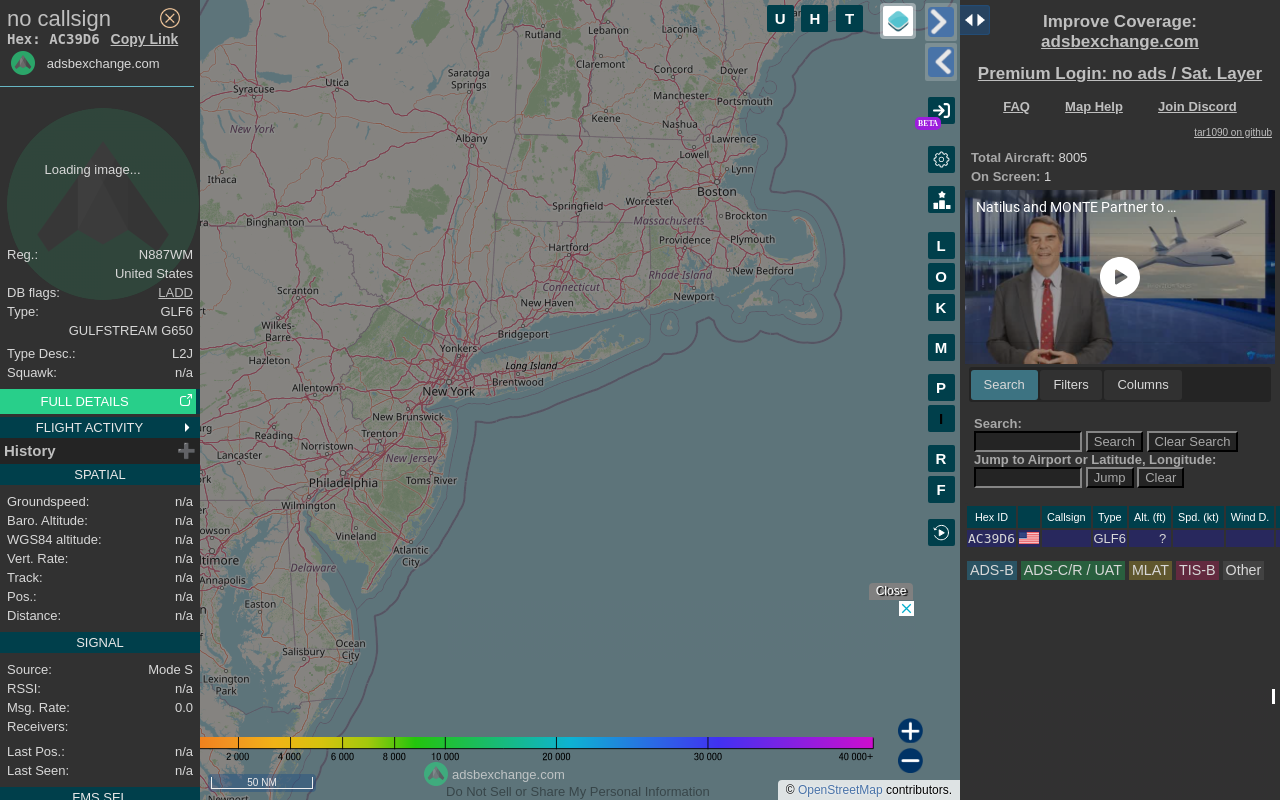 no callsign
Hex: AC39D6 Copy Link
adsbexchange.com
Loading image...
Reg.: N887WM
United States
DB flags: LADD
Type: GLF6
GULFSTREAM G650
Type Desc.: L2J
Squawk: n/a
FULL DETAILS
FLIGHT ACTIVITY
History
SPATIAL
Groundspeed: n/a
Baro. Altitude: n/a
WGS84 altitude: n/a
Vert. Rate: n/a
Track: n/a
Pos.: n/a
Distance: n/a
SIGNAL
Source: Mode S
RSSI: n/a
Msg. Rate: 0.0
Receivers:
Last Pos.: n/a
Last Seen: n/a
FMS SEL
U H T
Rutland
Lebanon
Laconia
Claremont
Concord
Dover
Utica
Saratoga
Springs
Syracuse
Manchester
Portsmouth
Keene
Nashua
New York
Albany
Lawrence
Lowell
Lynn
Ithaca
Boston
Worcester
Springfield
Massachusetts
Brockton
Binghamton
Providence
Plymouth
Hartford
Rhode Island
New Bedford
Connecticut
Scranton
New Haven
Newport
Wilkes-
Barre
Bridgeport
Yonkers
Hazleton
Long Island
Brentwood
Allentown
New York
New Brunswick
Reading
Trenton
Norristown
Lancaster
New Jersey
Philadelphia
Toms River
Wilmington
Vineland
Atlantic
City
Delaware
Annapolis
Easton
Ocean
City
Salisbury
Lexington
Park
BETA
L
O
K
M
P
I
R
F
Close
2 000 4 000 6 000 8 000 10 000 20 000 30 000 40 000+
50 NM
adsbexchange.com
Do Not Sell or Share My Personal Information
© OpenStreetMap contributors.
Improve Coverage:
adsbexchange.com
Premium Login: no ads / Sat. Layer
FAQ Map Help Join Discord
tar1090 on github
Total Aircraft: 8005
On Screen: 1
Natilus and MONTE Partner to …
Search Filters Columns
Search:
Search Clear Search
Jump to Airport or Latitude, Longitude:
Jump Clear
Hex ID Callsign Type Alt. (ft) Spd. (kt) Wind D.
AC39D6 GLF6 ?
ADS-B ADS-C/R / UAT MLAT TIS-B Other